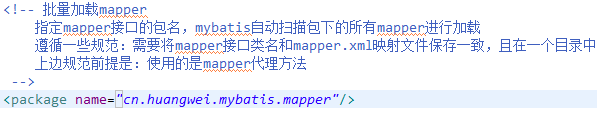 <!-- 批量加载mapper
指定mapper接口的包名，mybatis自动扫描包下的所有mapper进行加载
遵循一些规范：需要将mapper接口类名和mapper.xml映射文件保存一致，且在一个目录中
上边规范前提是：使用的是mapper代理方法
-->
<package name="cn.huangwei.mybatis.mapper"/>